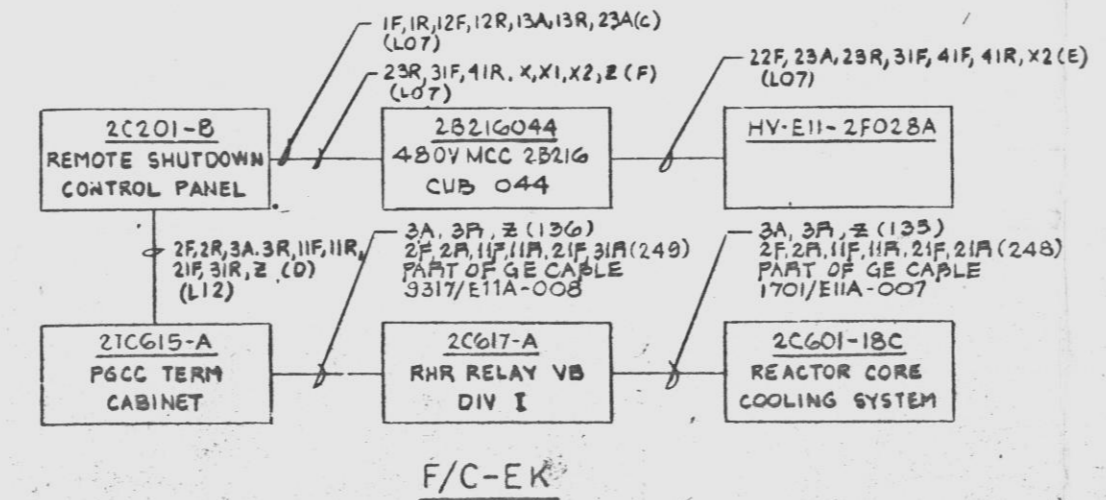 1F, 1R, 12F, 12R, 13A, 13R, 23A(C)
(L07)
23R, 31F, 41R, X, X1, X2, Z (F)
(L07)
22F, 23A, 23R, 31F, 41F, 41R, X2 (E)
(L07)
2C201-B
REMOTE SHUTDOWN
CONTROL PANEL
2B216044
480V MCC 2B216
CUB 044
HV-E11-2F028A
2F, 2R, 3A. 3R, 11F, 11R,
21F, 31R, Z (D)
(L12)
3A, 3R, Z (136)
2F, 2R, 11F, 11R, 21F, 31R (249)
PART OF GE CABLE
9317/E11A-008
3A, 3R, Z (135)
2F, 2R, 11F, 11R, 21F, 21R (248)
PART OF GE CABLE
1701/E11A-007
2TC615-A
PGCC TERM
CABINET
2C617-A
RHR RELAY VB
DIV I
2C601-18C
REACTOR CORE
COOLING SYSTEM
F/C-EK